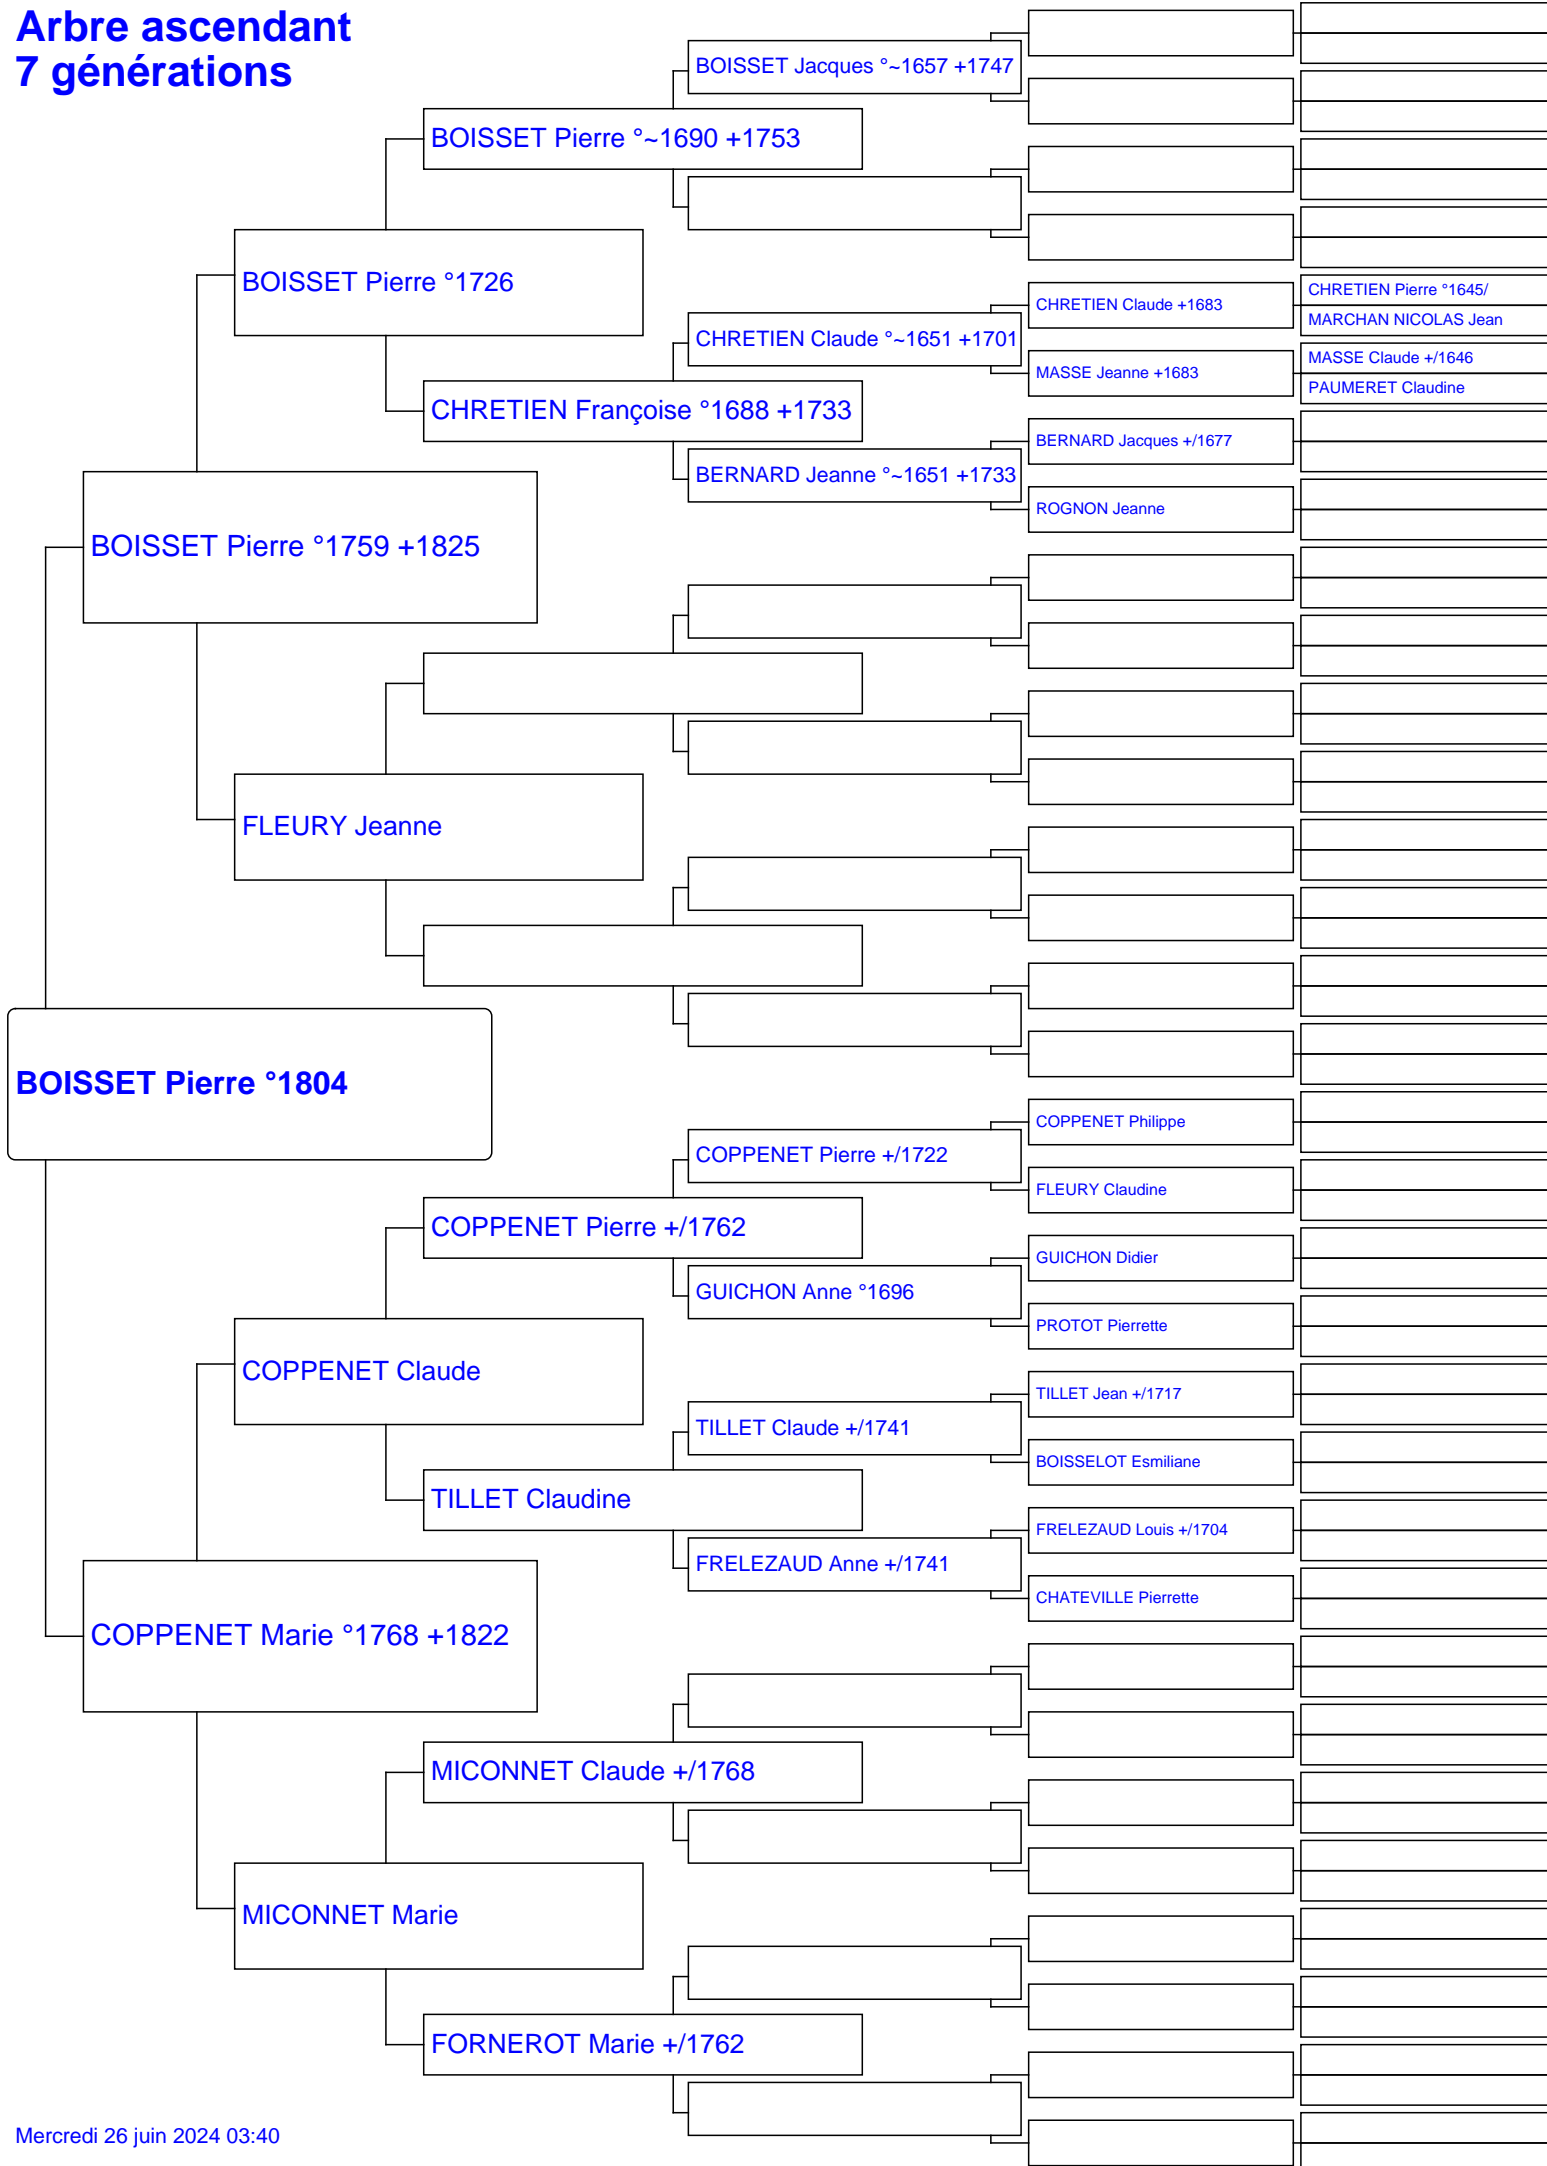 Arbre ascendant
7 générations
BOISSET Jacques °~1657 +1747
BOISSET Pierre °~1690 +1753
BOISSET Pierre °1726
CHRETIEN Pierre °1645/
CHRETIEN Claude +1683
MARCHAN NICOLAS Jean
CHRETIEN Claude °~1651 +1701
MASSE Claude +/1646
MASSE Jeanne +1683
PAUMERET Claudine
CHRETIEN Françoise °1688 +1733
BERNARD Jacques +/1677
BERNARD Jeanne °~1651 +1733
ROGNON Jeanne
BOISSET Pierre °1759 +1825
FLEURY Jeanne
BOISSET Pierre °1804
COPPENET Philippe
COPPENET Pierre +/1722
FLEURY Claudine
COPPENET Pierre +/1762
GUICHON Didier
GUICHON Anne °1696
PROTOT Pierrette
COPPENET Claude
TILLET Jean +/1717
TILLET Claude +/1741
BOISSELOT Esmiliane
TILLET Claudine
FRELEZAUD Louis +/1704
FRELEZAUD Anne +/1741
CHATEVILLE Pierrette
COPPENET Marie °1768 +1822
MICONNET Claude +/1768
MICONNET Marie
FORNEROT Marie +/1762
Mercredi 26 juin 2024 03:40